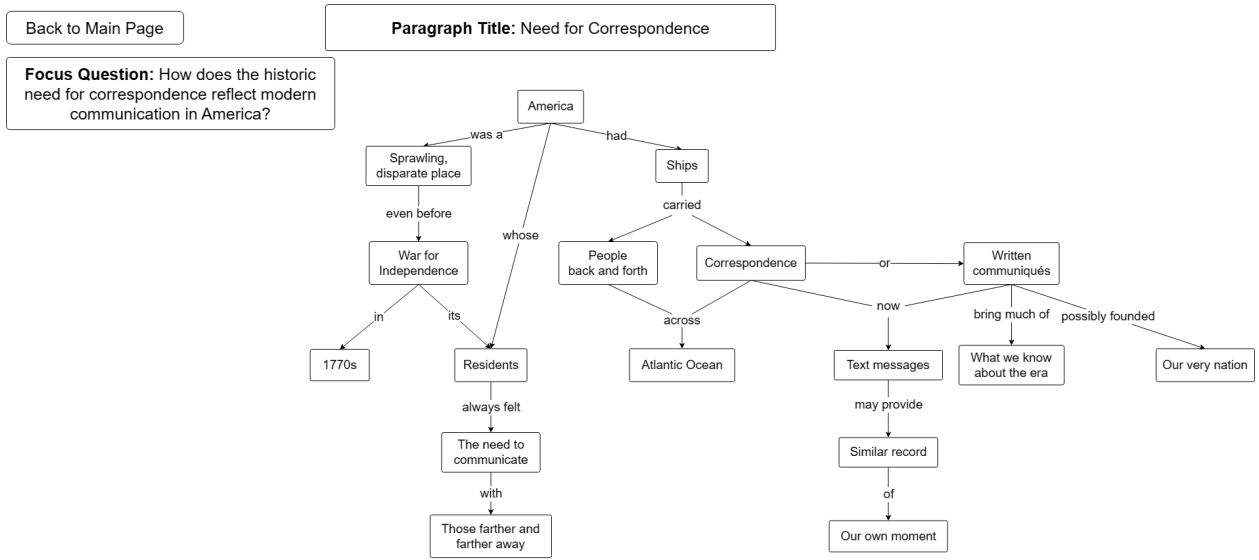 Back to Main Page
Paragraph Title: Need for Correspondence
Focus Question: How does the historic
need for correspondence reflect modern
communication in America?
America
was a
had
Sprawling,
disparate place
Ships
even before
carried
whose
War for
Independence
People
back and forth
Correspondence
or
Written
communiqués
in
its
across
now
bring much of
possibly founded
1770s
Residents
Atlantic Ocean
Text messages
What we know
about the era
Our very nation
always felt
may provide
The need to
communicate
Similar record
with
of
Those farther and
farther away
Our own moment